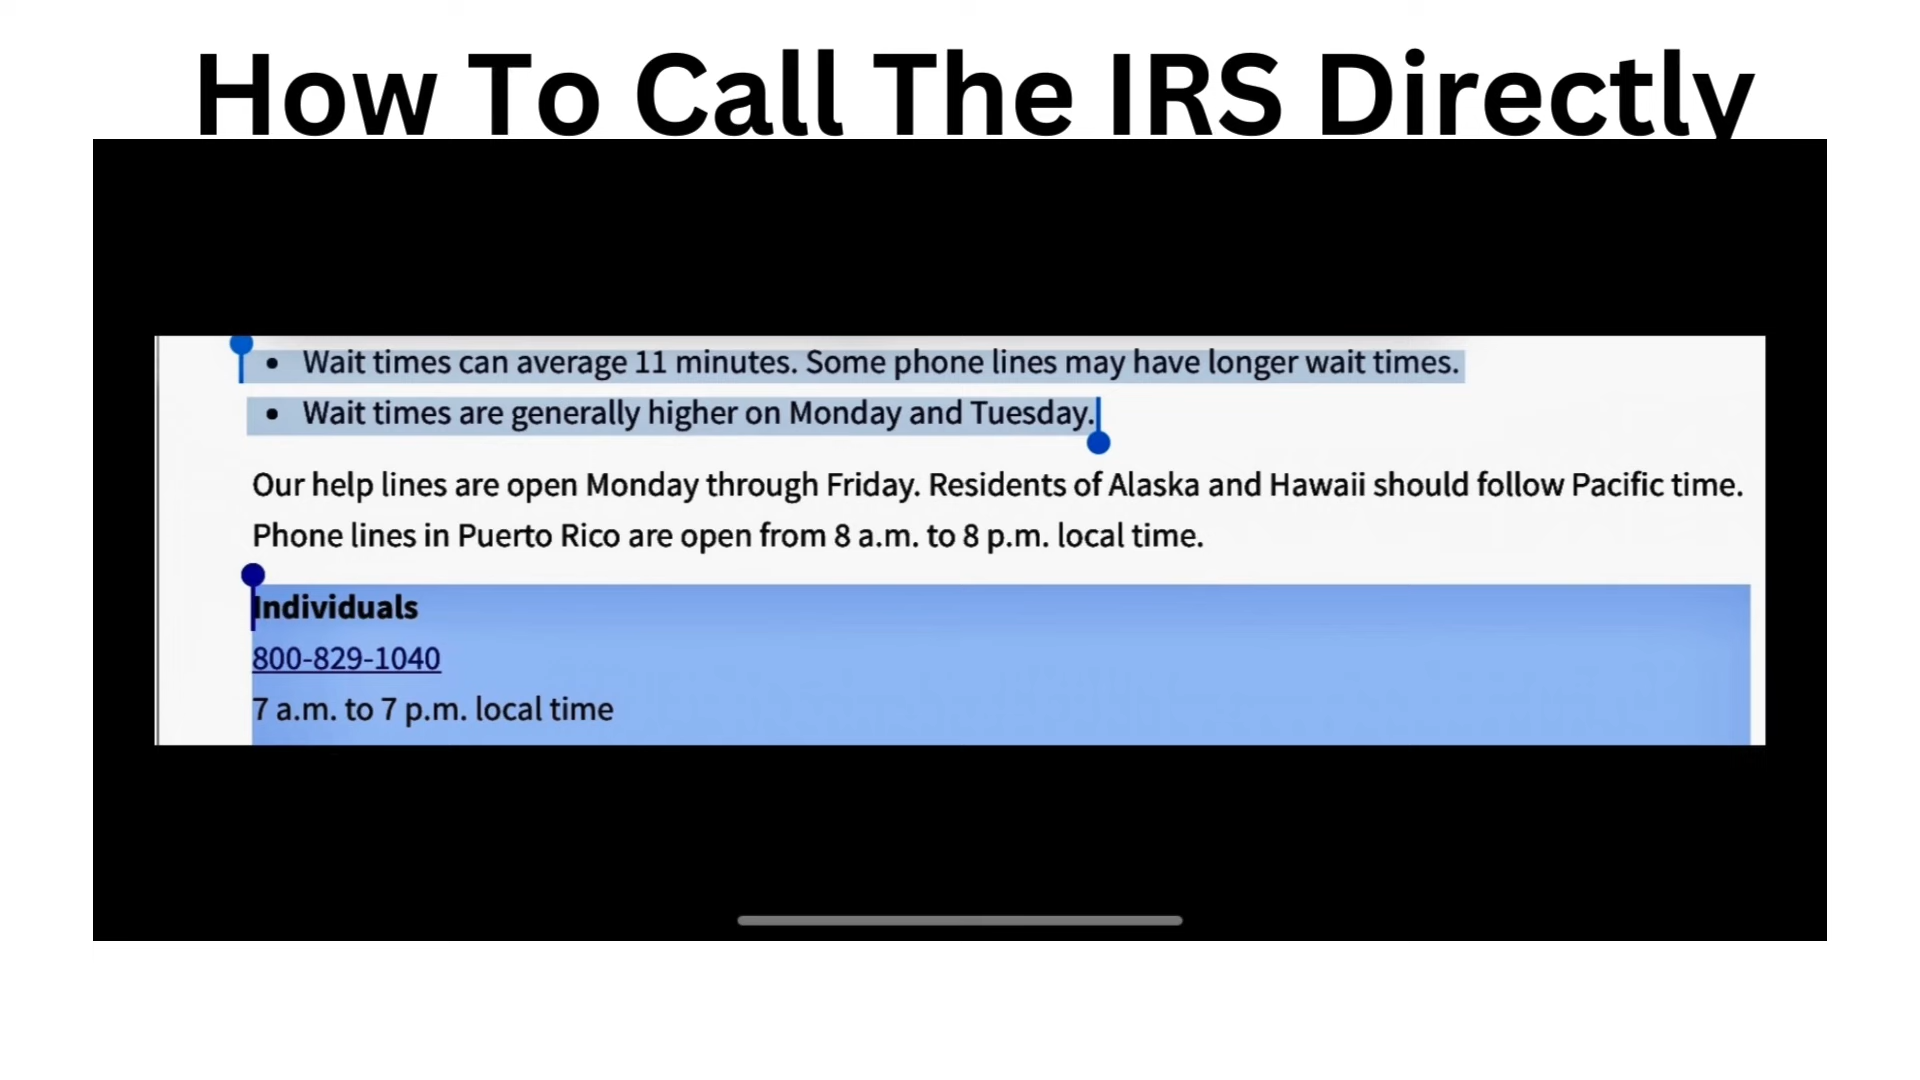 How To Call The IRS Directly
• Wait times can average 11 minutes. Some phone lines may have longer wait times.
• Wait times are generally higher on Monday and Tuesday.
Our help lines are open Monday through Friday. Residents of Alaska and Hawaii should follow Pacific time.
Phone lines in Puerto Rico are open from 8 a.m. to 8 p.m. local time.
Individuals
800-829-1040
7 a.m. to 7 p.m. local time